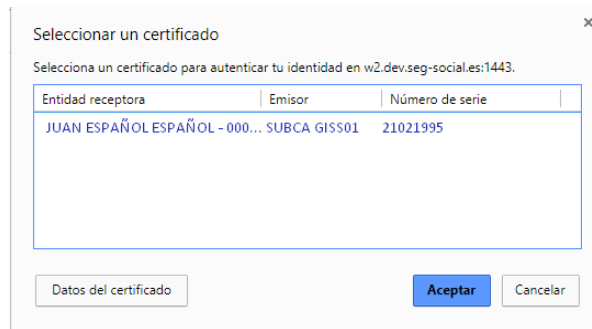 Seleccionar un certificado
Selecciona un certificado para autenticar tu identidad en w2.dev.seg-social.es:1443.
Entidad receptora Emisor Número de serie
JUAN ESPAÑOL ESPAÑOL - 000... SUBCA GISS01 21021995
Datos del certificado Aceptar Cancelar